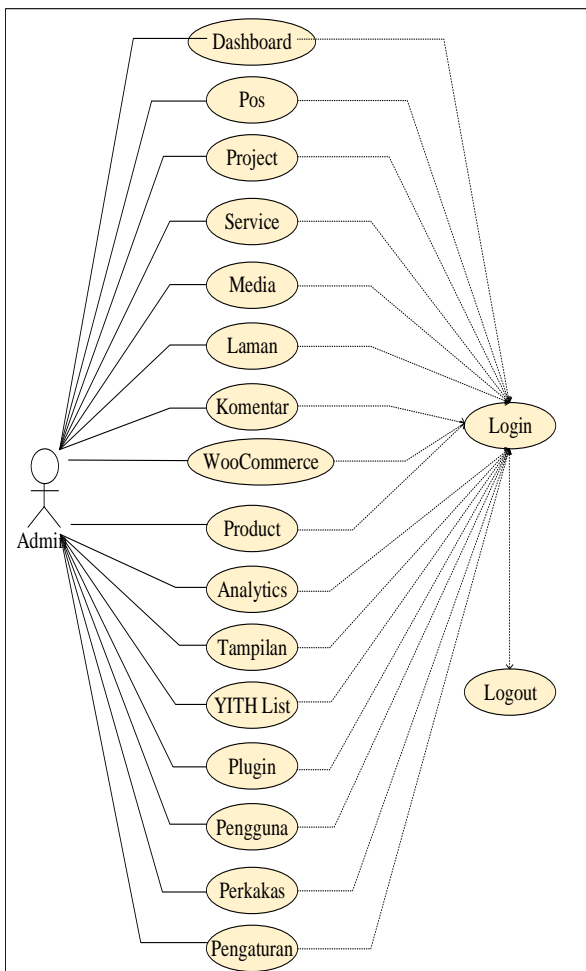 Dashboard
Pos
Project
Service
Media
Laman
Komentar
Login
WooCommerce
Product
Admin
Analytics
Tampilan
YITH List
Logout
Plugin
Pengguna
Perkakas
Pengaturan